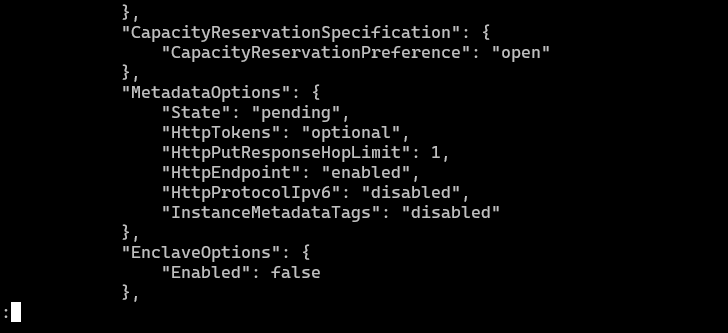 },
"CapacityReservationSpecification": {
"CapacityReservationPreference": "open"
},
"MetadataOptions": {
"State": "pending",
"HttpTokens": "optional",
"HttpPutResponseHopLimit": 1,
"HttpEndpoint": "enabled",
"HttpProtocolIpv6": "disabled",
"InstanceMetadataTags": "disabled"
},
"EnclaveOptions": {
"Enabled": false
},
: